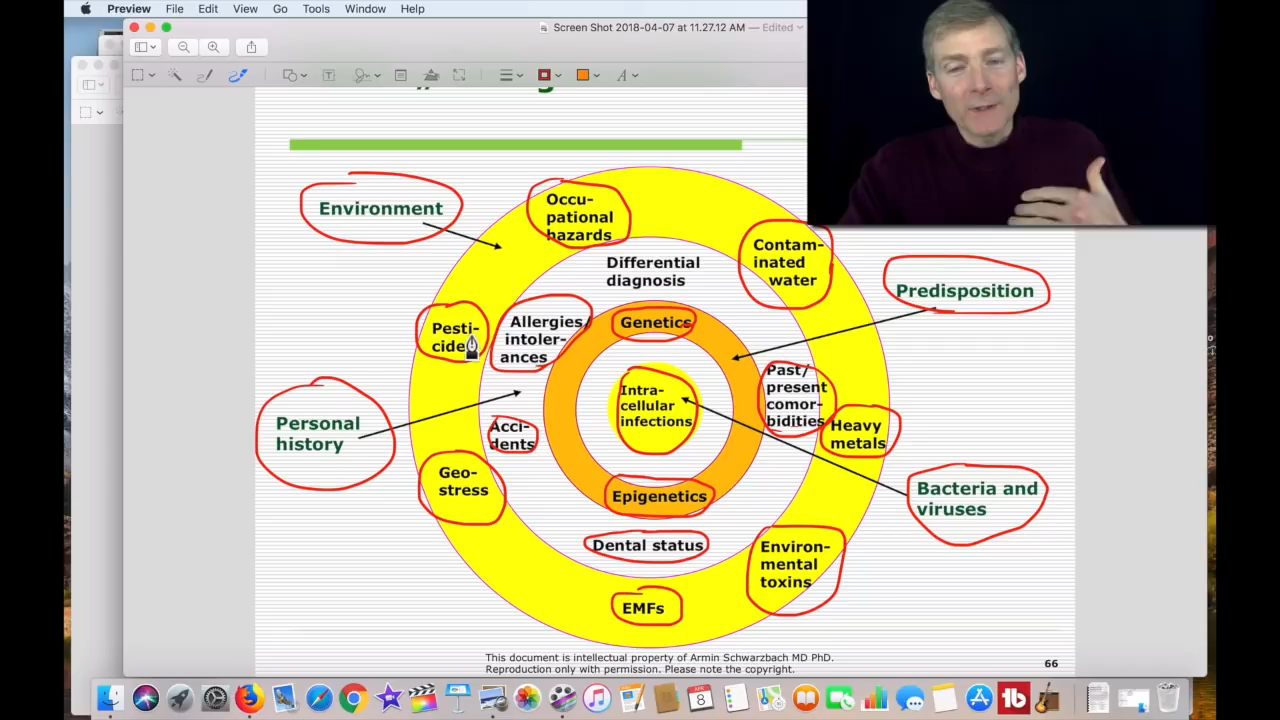 Preview File Edit View Go Tools Window Help
Screen Shot 2018-04-07 at 11.27.12 AM — Edited
Environment
Occu-
pational
hazards
Contam-
inated
water
Differential
diagnosis
Predisposition
Pesti-
cide
Allergies,
intoler-
ances
Genetics
Intra-
cellular
infections
Past/
present
comor-
bidities
Personal
history
Acci-
dents
Heavy
metals
Geo-
stress
Epigenetics
Bacteria and
viruses
Dental status
Environ-
mental
toxins
EMFs
This document is intellectual property of Armin Schwarzbach MD PhD.
Reproduction only with permission. Please note the copyright.
66
APR
8